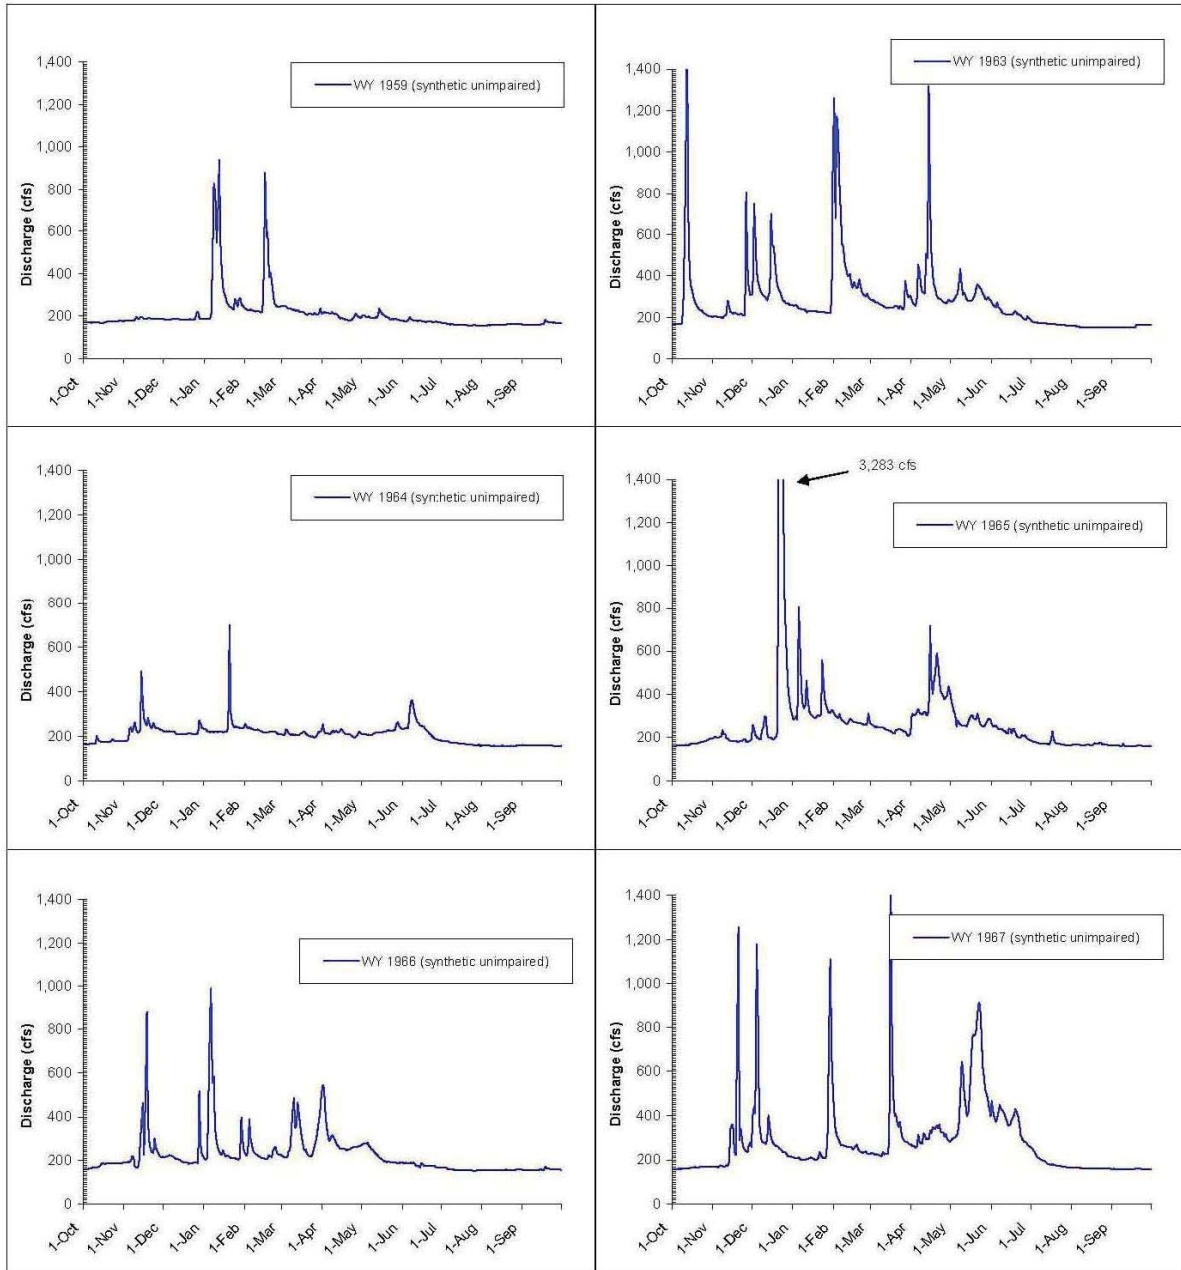 1,400
1,200
1,000
800
600
400
200
0
Discharge (cfs)
WY 1959 (synthetic unimpaired)
1-Oct
1-Nov
1-Dec
1-Jan
1-Feb
1-Mar
1-Apr
1-May
1-Jun
1-Jul
1-Aug
1-Sep
1,400
1,200
1,000
800
600
400
200
0
Discharge (cfs)
WY 1963 (synthetic unimpaired)
1-Oct
1-Nov
1-Dec
1-Jan
1-Feb
1-Mar
1-Apr
1-May
1-Jun
1-Jul
1-Aug
1-Sep
1,400
1,200
1,000
800
600
400
200
0
Discharge (cfs)
WY 1964 (synthetic unimpaired)
1-Oct
1-Nov
1-Dec
1-Jan
1-Feb
1-Mar
1-Apr
1-May
1-Jun
1-Jul
1-Aug
1-Sep
3,283 cfs
1,400
1,200
1,000
800
600
400
200
0
Discharge (cfs)
WY 1965 (synthetic unimpaired)
1-Oct
1-Nov
1-Dec
1-Jan
1-Feb
1-Mar
1-Apr
1-May
1-Jun
1-Jul
1-Aug
1-Sep
1,400
1,200
1,000
800
600
400
200
0
Discharge (cfs)
WY 1966 (synthetic unimpaired)
1-Oct
1-Nov
1-Dec
1-Jan
1-Feb
1-Mar
1-Apr
1-May
1-Jun
1-Jul
1-Aug
1-Sep
1,400
1,200
1,000
800
600
400
200
0
Discharge (cfs)
WY 1967 (synthetic unimpaired)
1-Oct
1-Nov
1-Dec
1-Jan
1-Feb
1-Mar
1-Apr
1-May
1-Jun
1-Jul
1-Aug
1-Sep